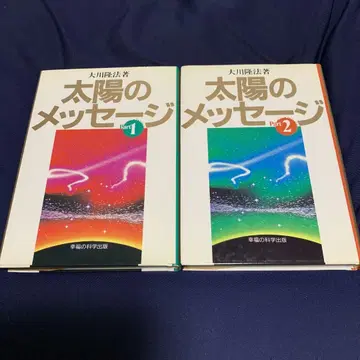 大川隆法著
太陽の
メッセージ
Part 1
幸福の科学出版
大川隆法著
太陽の
メッセージ
Part 2
幸福の科学出版